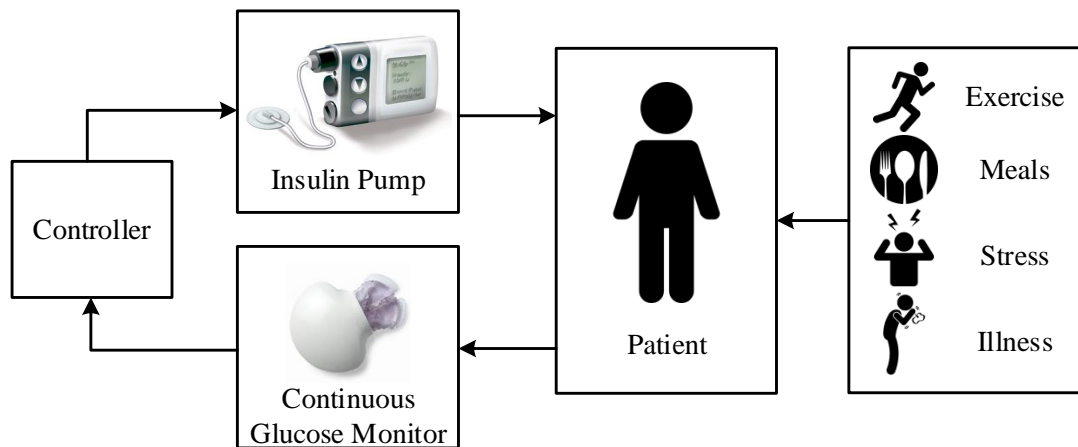 Insulin Pump
Controller
Continuous
Glucose Monitor
Patient
Exercise
Meals
Stress
Illness